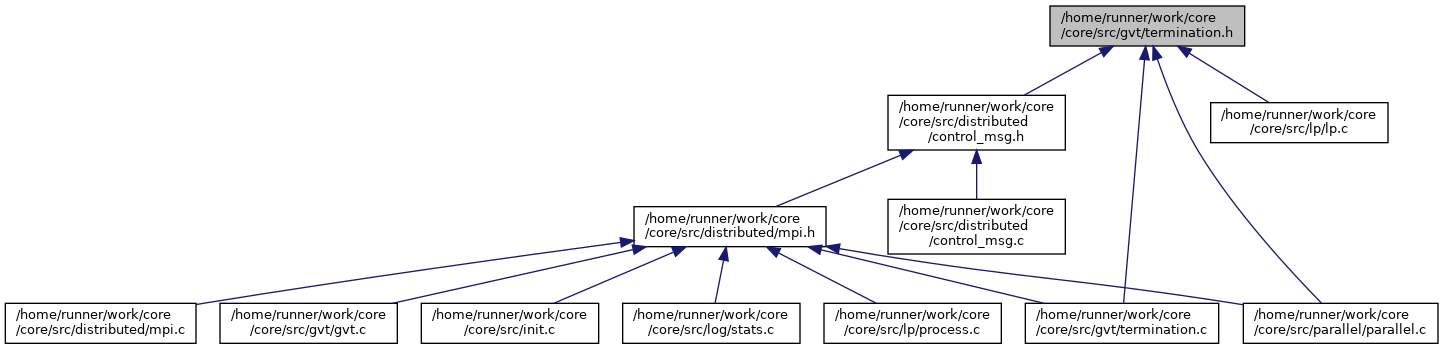 /home/runner/work/core
/core/src/gvt/termination.h
/home/runner/work/core
/core/src/distributed
/control_msg.h
/home/runner/work/core
/core/src/lp/lp.c
/home/runner/work/core
/core/src/distributed/mpi.h
/home/runner/work/core
/core/src/distributed
/control_msg.c
/home/runner/work/core
/core/src/distributed/mpi.c
/home/runner/work/core
/core/src/gvt/gvt.c
/home/runner/work/core
/core/src/init.c
/home/runner/work/core
/core/src/log/stats.c
/home/runner/work/core
/core/src/lp/process.c
/home/runner/work/core
/core/src/gvt/termination.c
/home/runner/work/core
/core/src/parallel/parallel.c